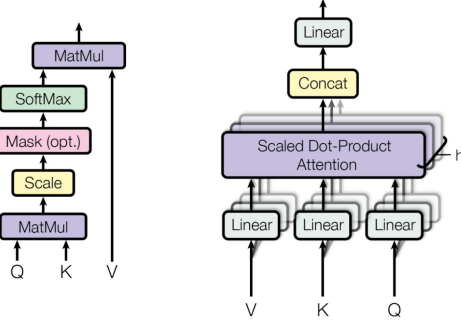 MatMul
SoftMax
Mask (opt.)
Scale
MatMul
Q K V
Linear
Concat
Scaled Dot-Product
Attention
h
Linear Linear Linear
V K Q